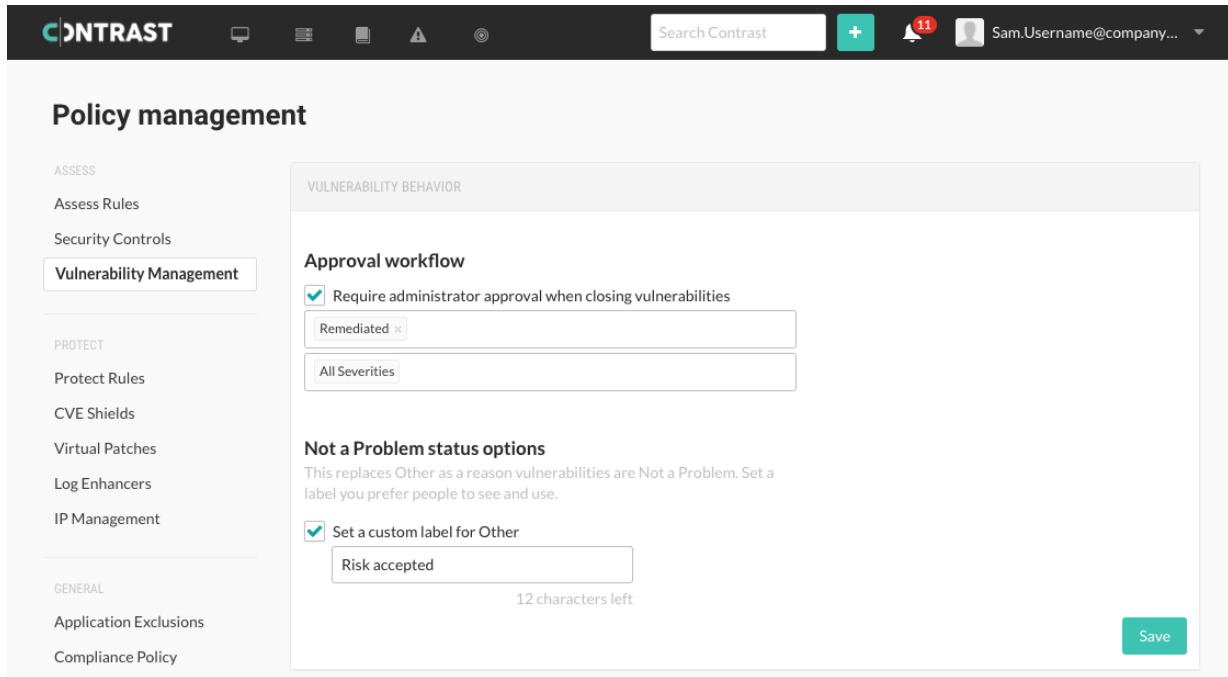 CONTRAST
Search Contrast
+
11
Sam.Username@company...
Policy management
ASSESS
Assess Rules
Security Controls
Vulnerability Management
PROTECT
Protect Rules
CVE Shields
Virtual Patches
Log Enhancers
IP Management
GENERAL
Application Exclusions
Compliance Policy
VULNERABILITY BEHAVIOR
Approval workflow
Require administrator approval when closing vulnerabilities
Remediated ×
All Severities
Not a Problem status options
This replaces Other as a reason vulnerabilities are Not a Problem. Set a
label you prefer people to see and use.
Set a custom label for Other
Risk accepted
12 characters left
Save